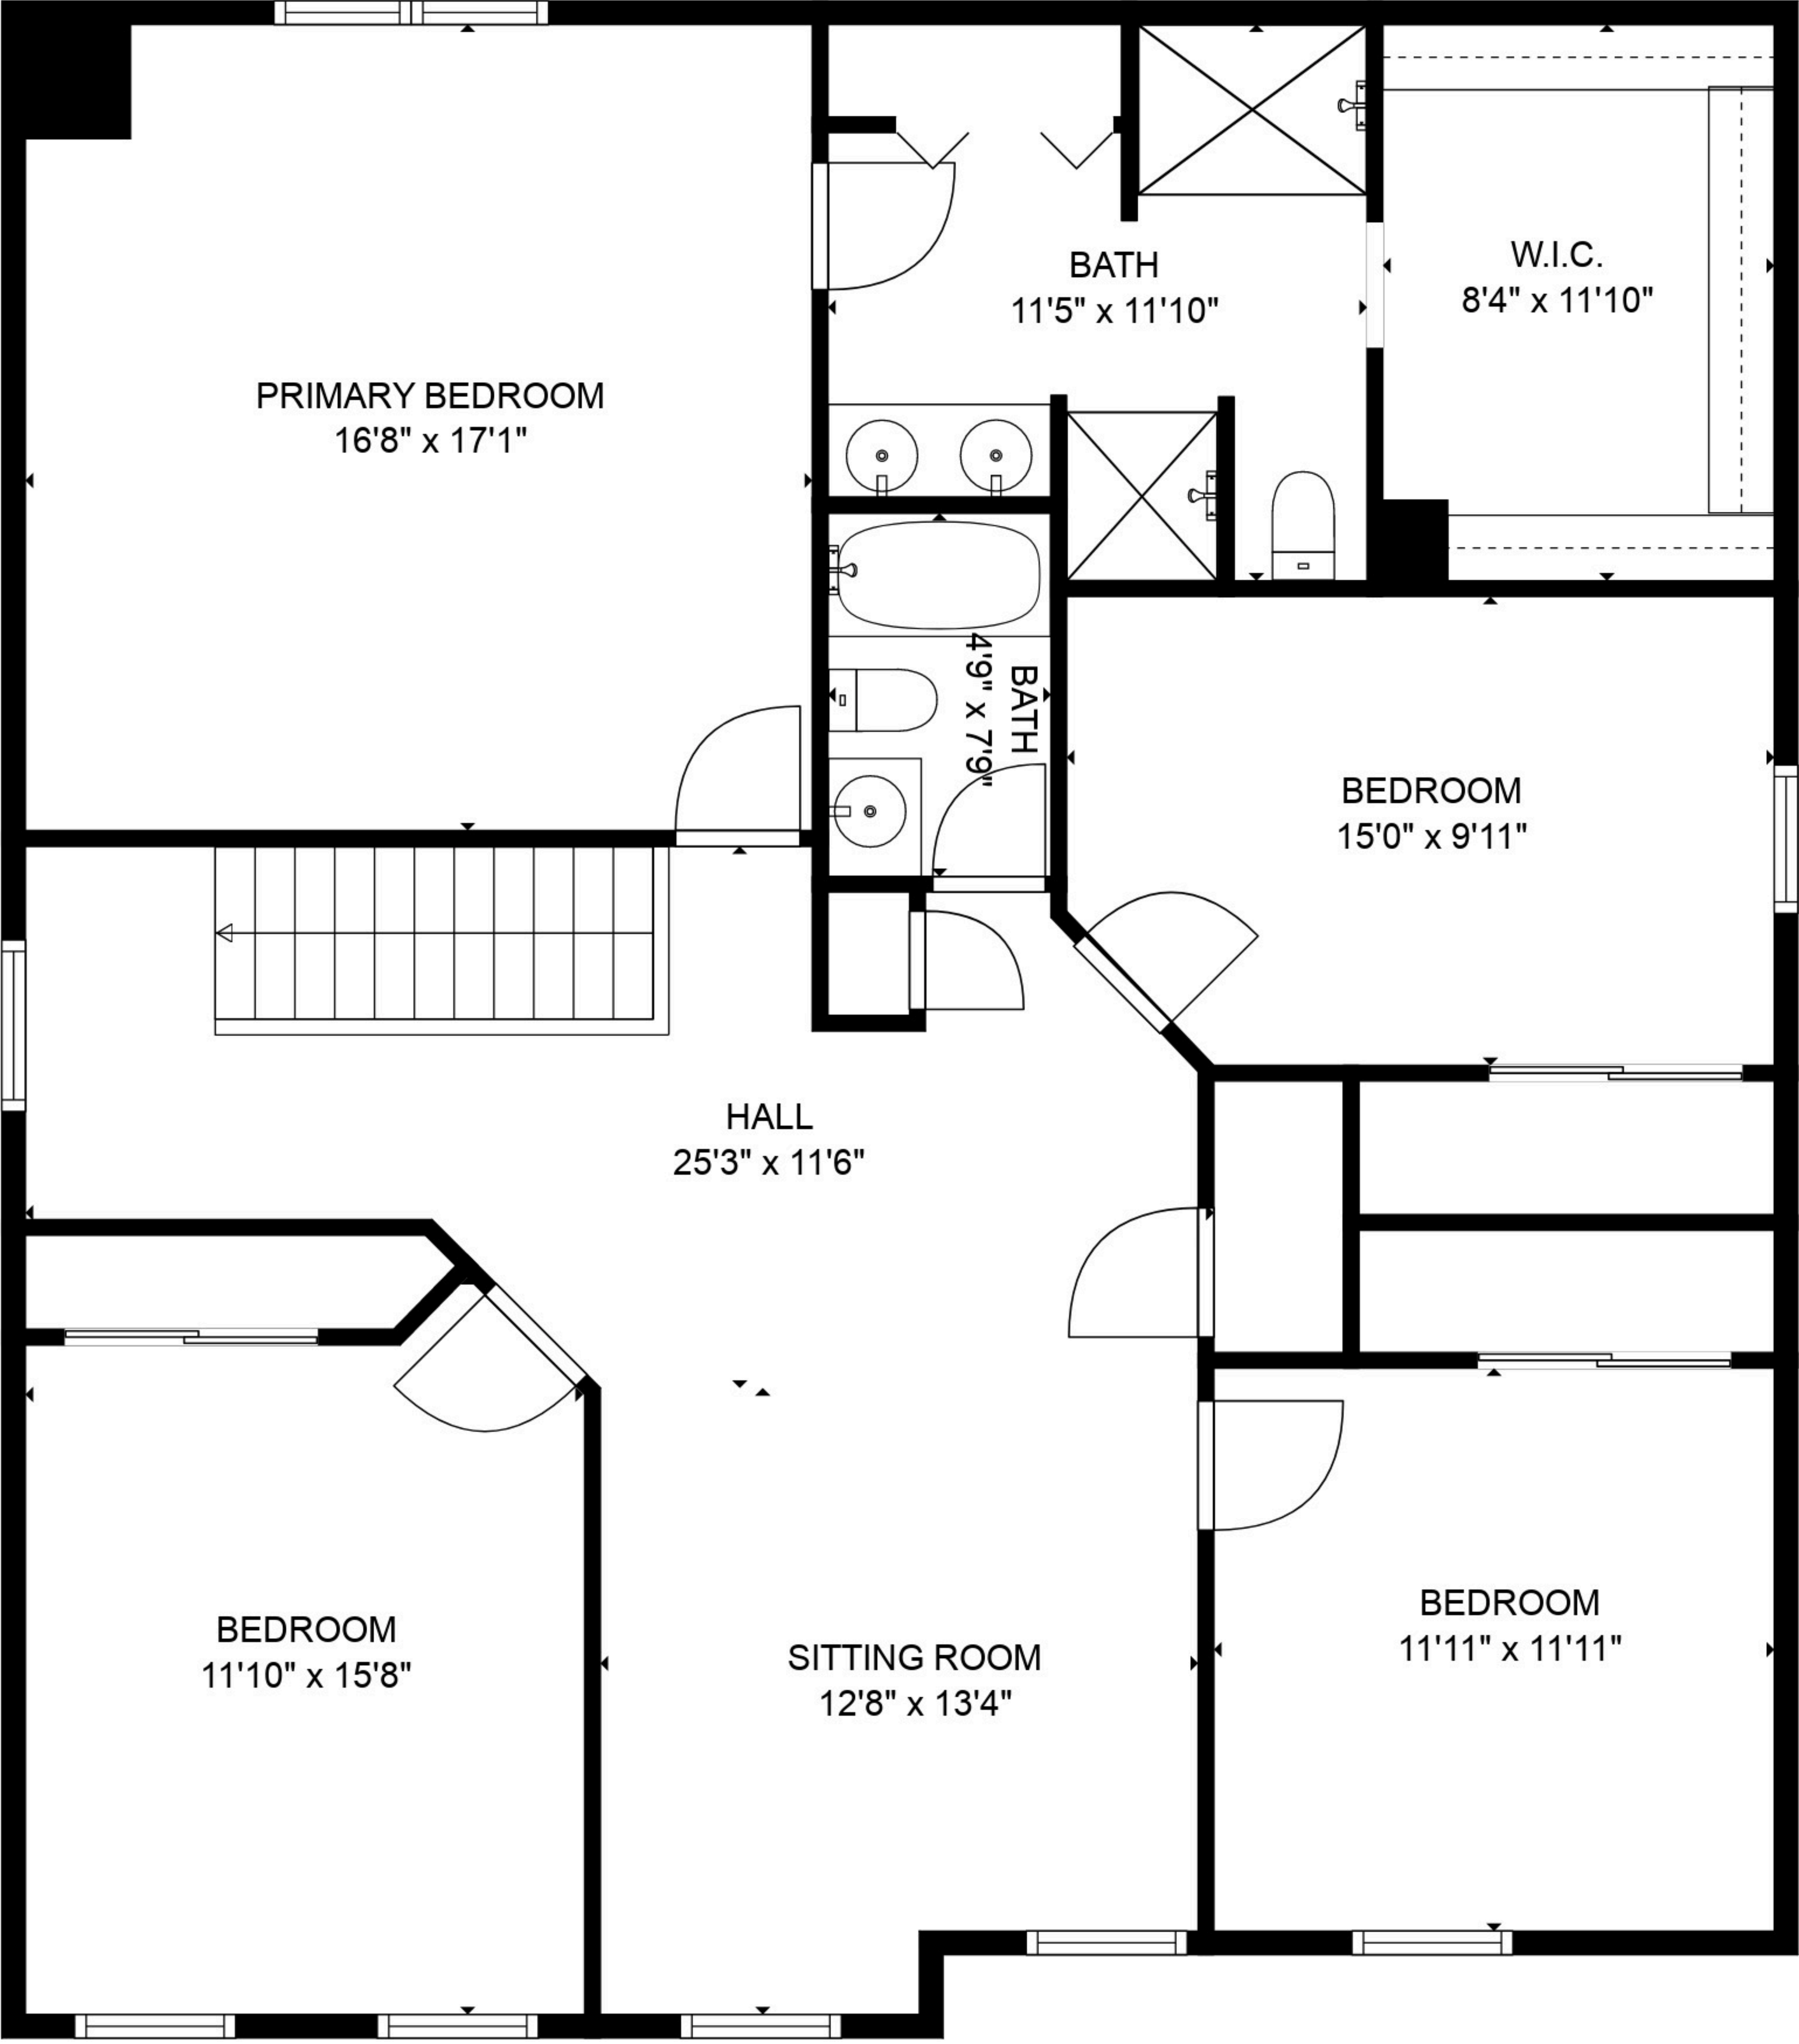 BATH
11'5" x 11'10"
W.I.C.
8'4" x 11'10"
PRIMARY BEDROOM
16'8" x 17'1"
BATH
4'9" x 7'9"
BEDROOM
15'0" x 9'11"
HALL
25'3" x 11'6"
BEDROOM
11'10" x 15'8"
SITTING ROOM
12'8" x 13'4"
BEDROOM
11'11" x 11'11"